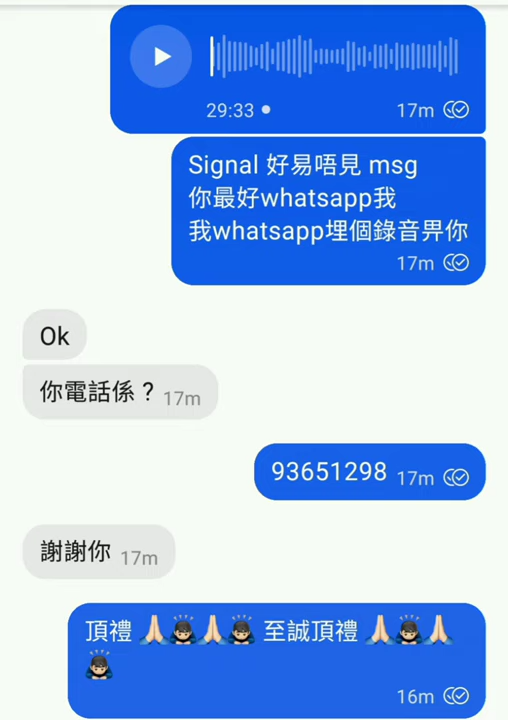 29:33
17m
Signal 好易唔見 msg
你最好whatsapp我
我whatsapp埋個錄音畀你
17m
Ok
你電話係？ 17m
93651298 17m
謝謝你 17m
頂禮 🙏🏻🙇🏻‍♂️🙏🏻🙇🏻‍♂️ 至誠頂禮 🙏🏻🙇🏻‍♂️🙏🏻
🙇🏻‍♂️
16m